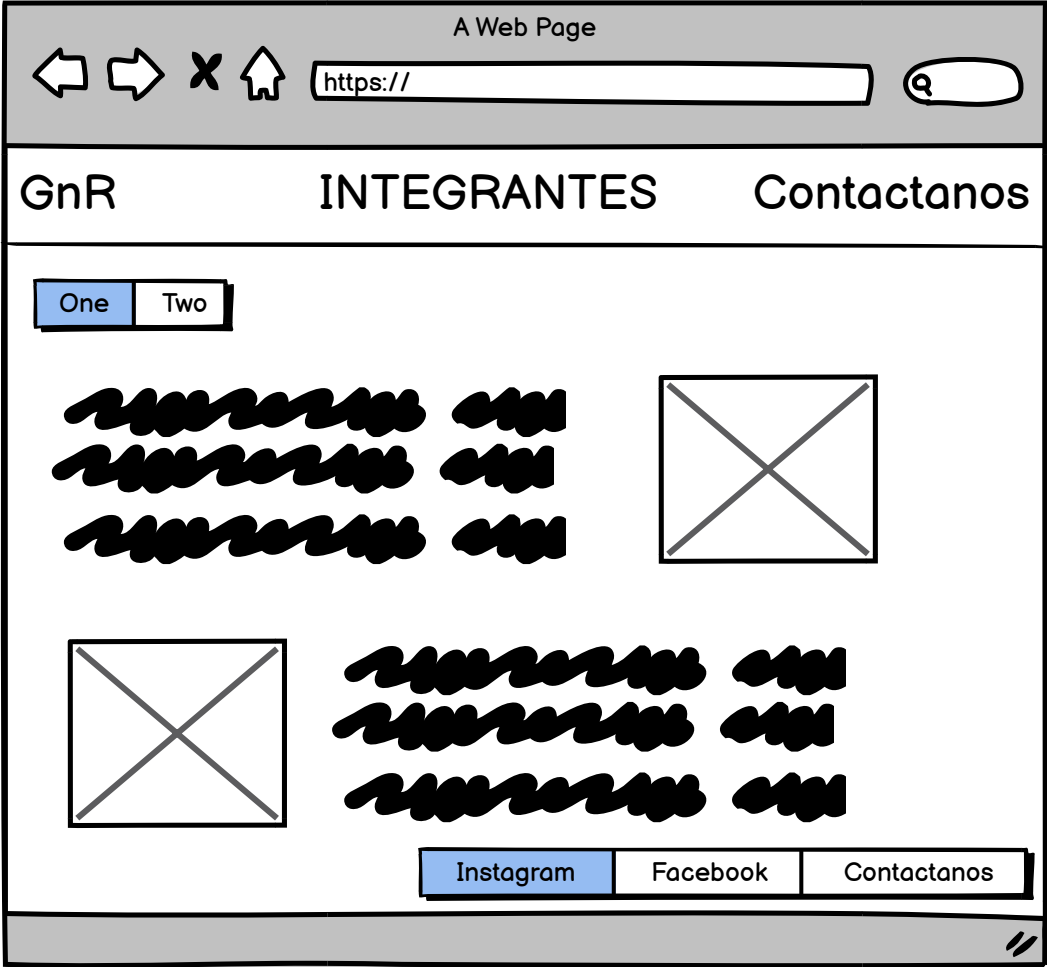 A Web Page
https://
GnR INTEGRANTES Contactanos
One Two
Instagram Facebook Contactanos